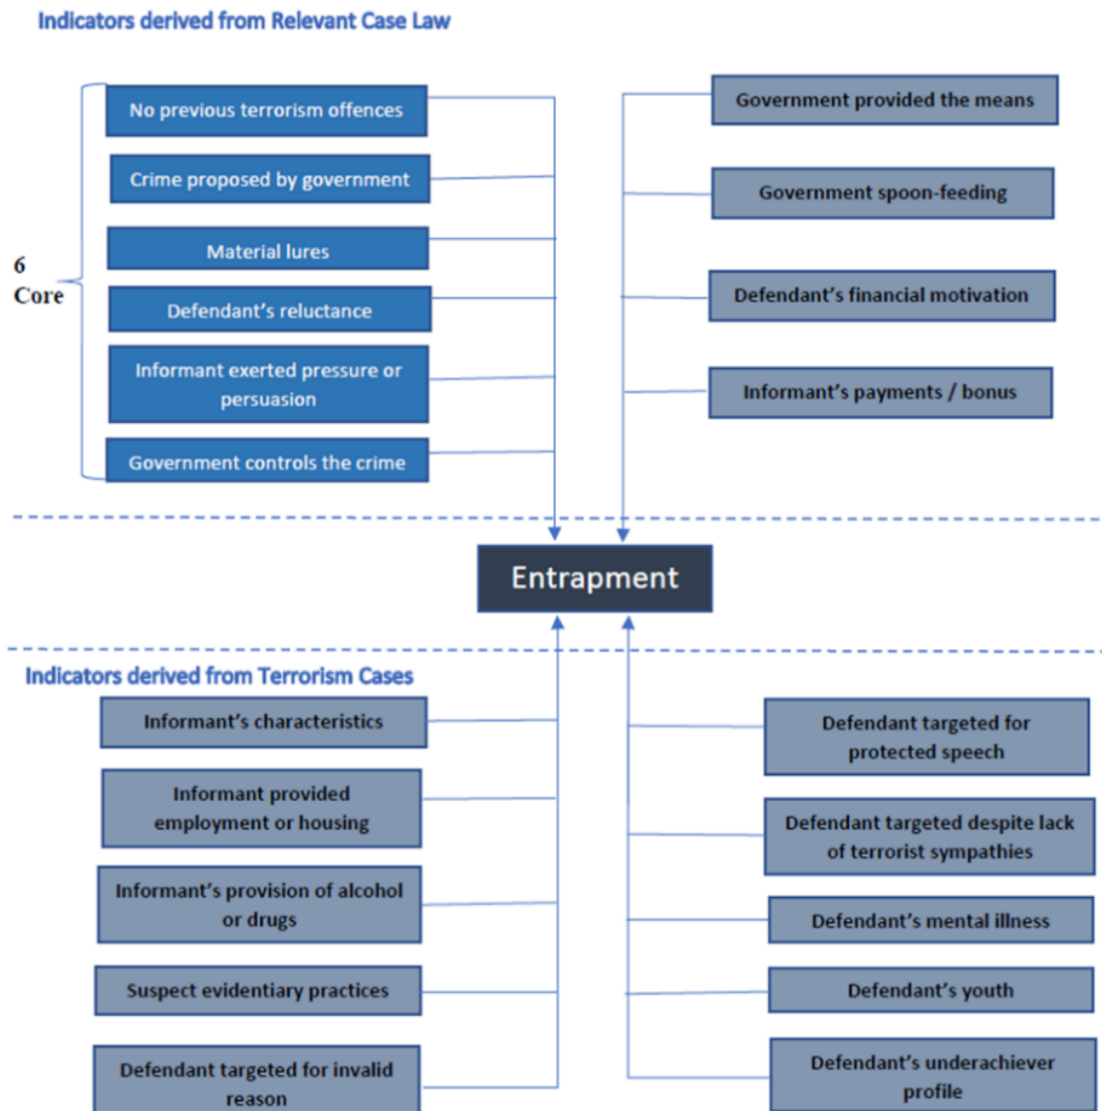 Indicators derived from Relevant Case Law
6
Core
No previous terrorism offences
Crime proposed by government
Material lures
Defendant's reluctance
Informant exerted pressure or
persuasion
Government controls the crime
Government provided the means
Government spoon-feeding
Defendant's financial motivation
Informant's payments / bonus
Entrapment
Indicators derived from Terrorism Cases
Informant's characteristics
Informant provided
employment or housing
Informant's provision of alcohol
or drugs
Suspect evidentiary practices
Defendant targeted for invalid
reason
Defendant targeted for
protected speech
Defendant targeted despite lack
of terrorist sympathies
Defendant's mental illness
Defendant's youth
Defendant's underachiever
profile